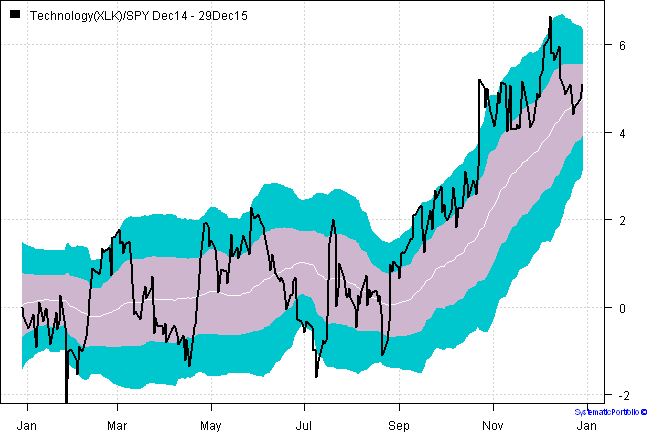 Technology(XLK)/SPY Dec14 - 29Dec15
6
4
2
0
-2
Jan Mar May Jul Sep Nov Jan
SystematicPortfolio ©